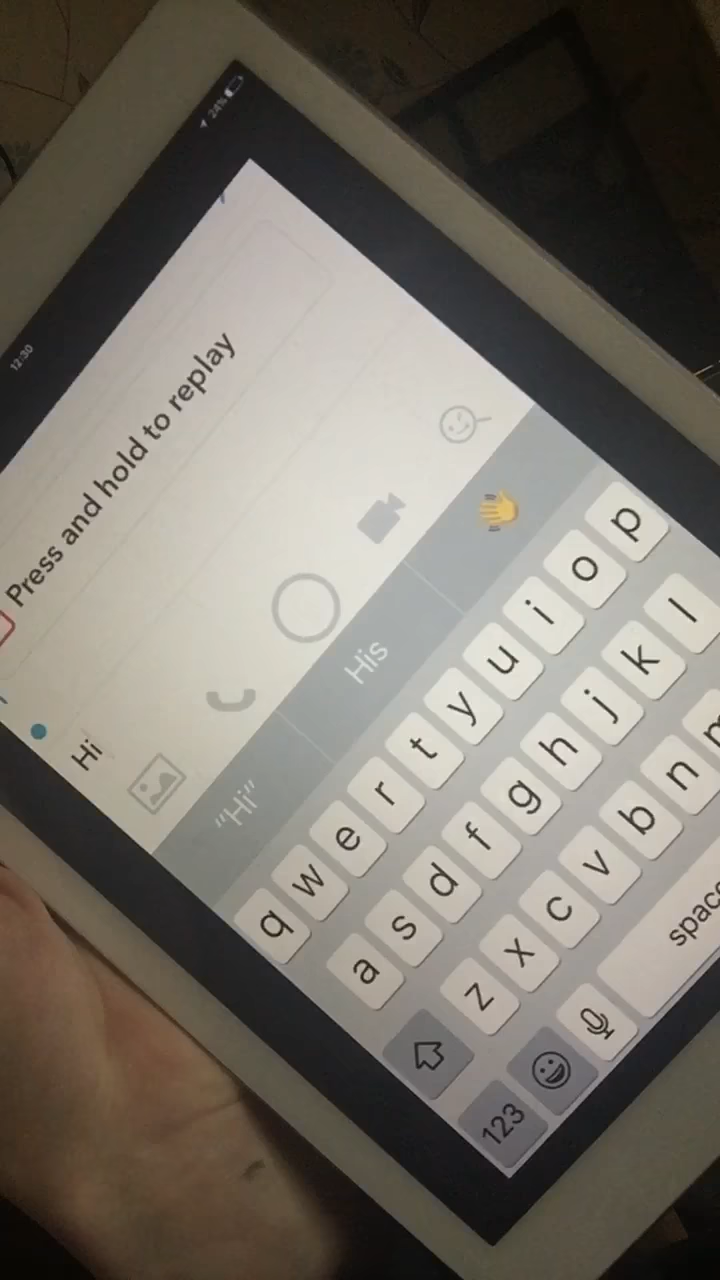 12:30 24%
Press and hold to replay
Hi
"Hi" His 👋
q w e r t y u i o p
a s d f g h j k l
z x c v b n m
123 space